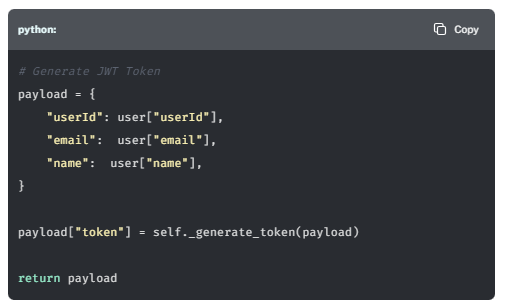 python:
Copy
# Generate JWT Token
payload = {
    "userId": user["userId"],
    "email":  user["email"],
    "name":  user["name"],
}
payload["token"] = self._generate_token(payload)
return payload